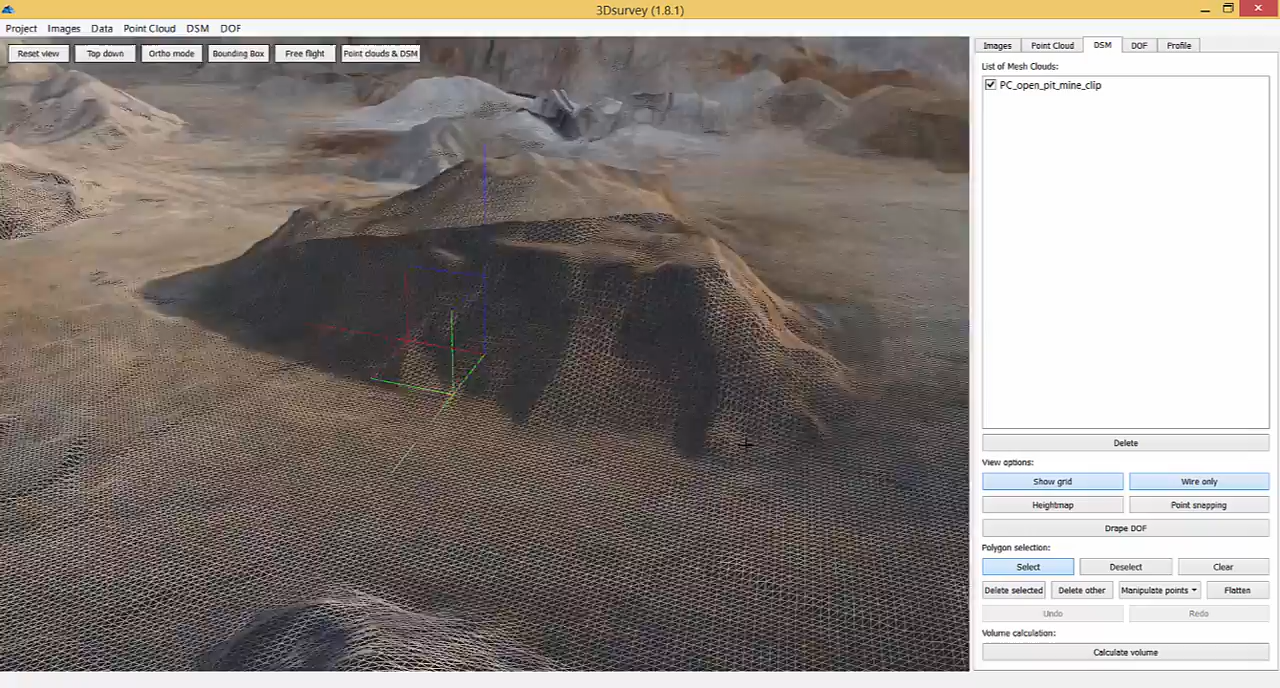 3Dsurvey (1.8.1)
Project Images Data Point Cloud DSM DOF
Reset view Top down Ortho mode Bounding Box Free flight Point clouds & DSM
Images Point Cloud DSM DOF Profile
List of Mesh Clouds:
PC_open_pit_mine_clip
Delete
View options:
Show grid Wire only
Heightmap Point snapping
Drape DOF
Polygon selection:
Select Deselect Clear
Delete selected Delete other Manipulate points Flatten
Undo Redo
Volume calculation:
Calculate volume